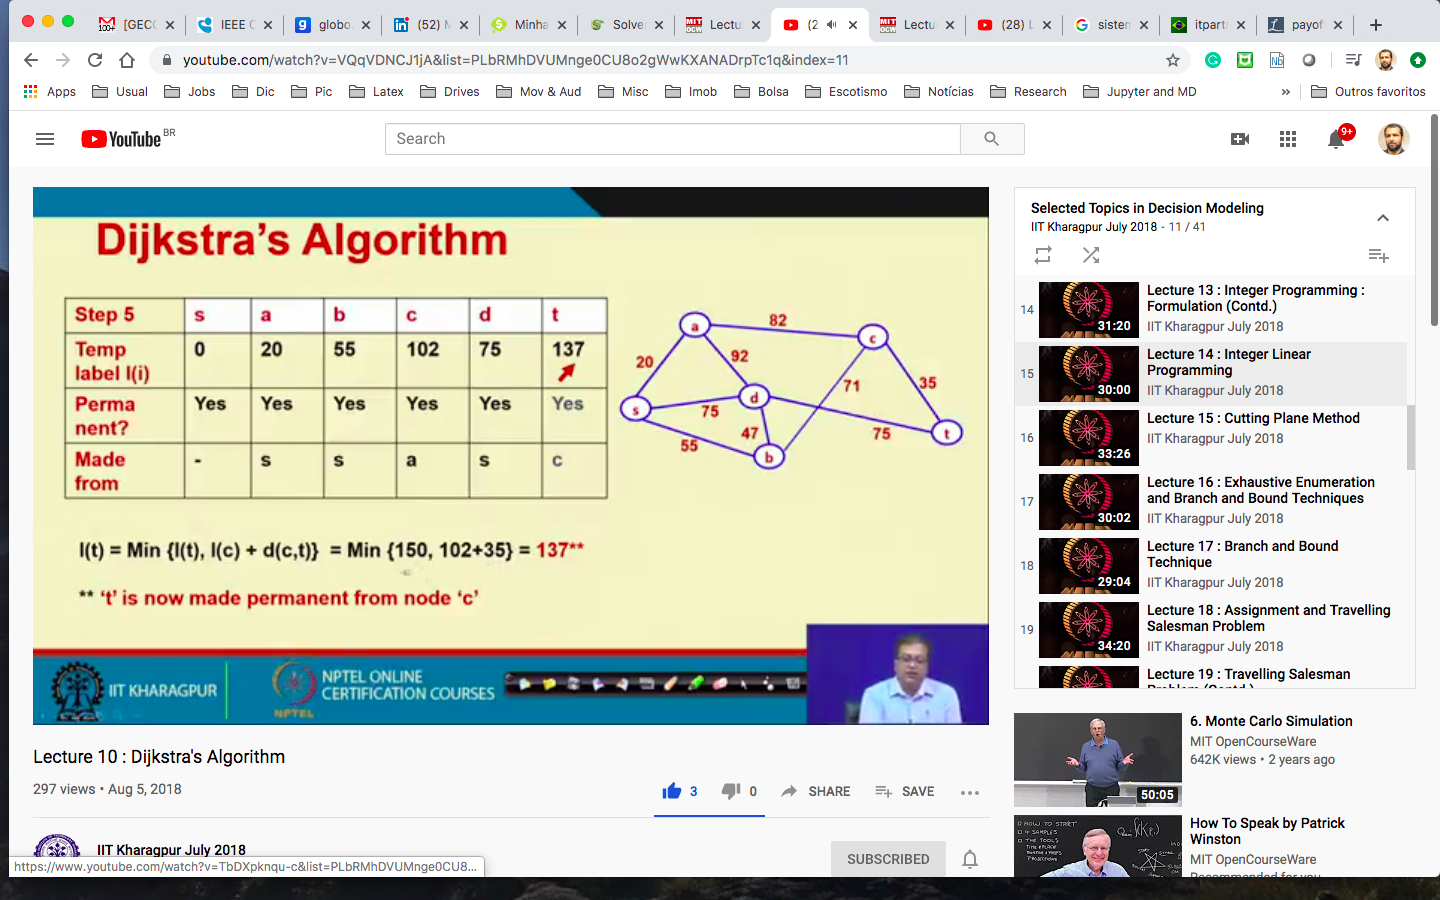 [GECC
IEEE C
globo.
(52) M
Minha
Solve
Lectu
(2
Lectu
(28) L
sistem
itpart
payof
youtube.com/watch?v=VQqVDNCJ1jA&list=PLbRMhDVUMnge0CU8o2gWwKXANADrpTc1q&index=11
Apps Usual Jobs Dic Pic Latex Drives Mov & Aud Misc Imob Bolsa Escotismo Notícias Research Jupyter and MD » Outros favoritos
YouTube BR
Search
9+
Dijkstra's Algorithm
Step 5 s a b c d t
Temp label l(i) 0 20 55 102 75 137
Perma nent? Yes Yes Yes Yes Yes Yes
Made from - s s a s c
a 82 c
20 92 71 35
s 75 d 75 t
55 47 b
l(t) = Min {l(t), l(c) + d(c,t)} = Min {150, 102+35} = 137**
** 't' is now made permanent from node 'c'
IIT KHARAGPUR
NPTEL
NPTEL ONLINE
CERTIFICATION COURSES
Lecture 10 : Dijkstra's Algorithm
297 views • Aug 5, 2018
3 0 SHARE SAVE
IIT Kharagpur July 2018
SUBSCRIBED
https://www.youtube.com/watch?v=TbDXpknqu-c&list=PLbRMhDVUMnge0CU8...
Selected Topics in Decision Modeling
IIT Kharagpur July 2018 - 11 / 41
14
31:20
Lecture 13 : Integer Programming :
Formulation (Contd.)
IIT Kharagpur July 2018
15
30:00
Lecture 14 : Integer Linear
Programming
IIT Kharagpur July 2018
16
33:26
Lecture 15 : Cutting Plane Method
IIT Kharagpur July 2018
17
30:02
Lecture 16 : Exhaustive Enumeration
and Branch and Bound Techniques
IIT Kharagpur July 2018
18
29:04
Lecture 17 : Branch and Bound
Technique
IIT Kharagpur July 2018
19
34:20
Lecture 18 : Assignment and Travelling
Salesman Problem
IIT Kharagpur July 2018
Lecture 19 : Travelling Salesman
Problem (Contd.)
50:05
6. Monte Carlo Simulation
MIT OpenCourseWare
642K views • 2 years ago
How To Speak by Patrick
Winston
MIT OpenCourseWare
Recommended for you